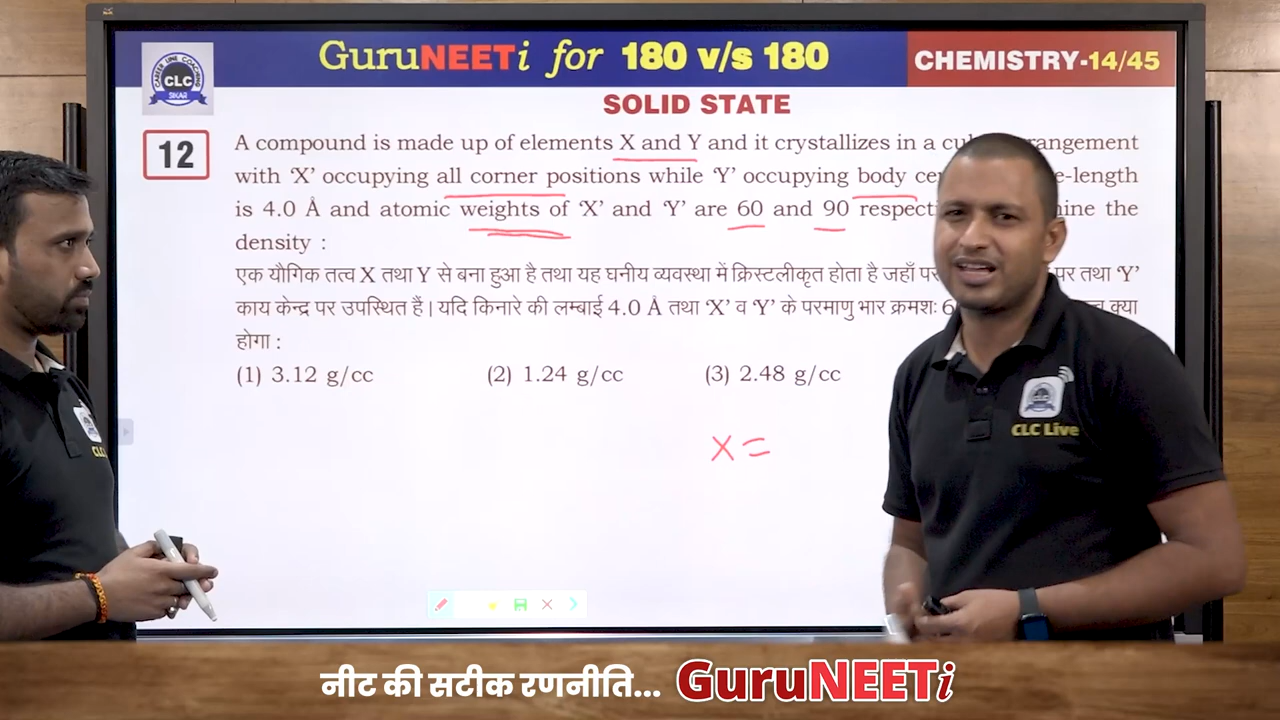 GuruNEETi for 180 v/s 180
CHEMISTRY-14/45
CAREER LINE COACHING
CLC
SIKAR
SOLID STATE
12
A compound is made up of elements X and Y and it crystallizes in a
with 'X' occupying all corner positions while 'Y' occupying body -length
is 4.0 Å and atomic weights of 'X' and 'Y' are 60 and 90 the
density :
एक यौगिक तत्व X तथा Y से बना हुआ है तथा यह घनीय व्यवस्था में क्रिस्टलीकृत होता है जहाँ पर तथा 'Y'
काय केन्द्र पर उपस्थित हैं। यदि किनारे की लम्बाई 4.0 Å तथा 'X' व 'Y' के परमाणु भार क्रमशः क्या
होगा :
(1) 3.12 g/cc (2) 1.24 g/cc (3) 2.48 g/cc
X =
CLC
CLC Live
नीट की सटीक रणनीति... GuruNEETi